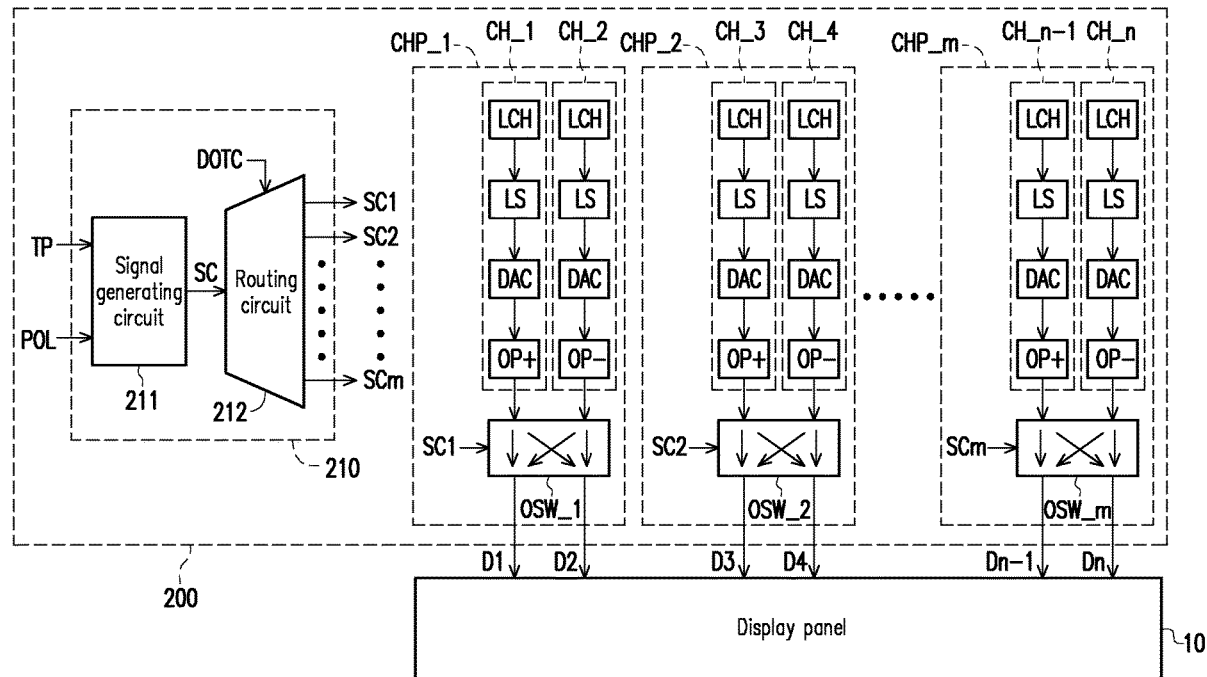 CHP_1
CH_1
CH_2
CHP_2
CH_3
CH_4
CHP_m
CH_n-1
CH_n
LCH
LCH
LCH
LCH
LCH
LCH
LS
LS
LS
LS
LS
LS
DAC
DAC
DAC
DAC
DAC
DAC
OP+
OP-
OP+
OP-
OP+
OP-
DOTC
TP
POL
Signal
generating
circuit
SC
Routing
circuit
SC1
SC2
SCm
211
212
210
SC1
SC2
SCm
OSW_1
OSW_2
OSW_m
200
D1
D2
D3
D4
Dn-1
Dn
Display panel
10